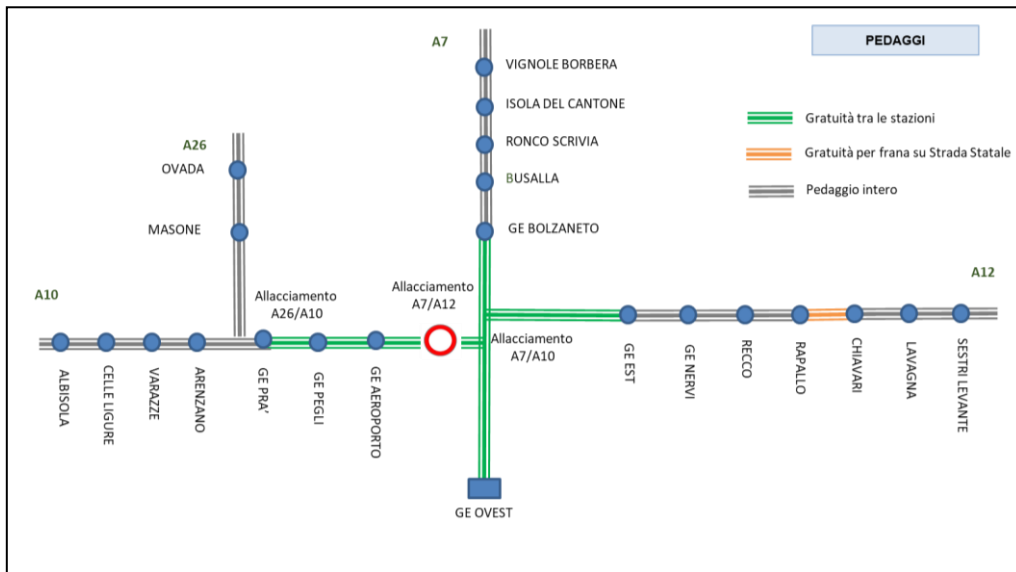 PEDAGGI
A7
VIGNOLE BORBERA
ISOLA DEL CANTONE
RONCO SCRIVIA
BUSALLA
GE BOLZANETO
Gratuità tra le stazioni
Gratuità per frana su Strada Statale
Pedaggio intero
A26
OVADA
MASONE
A10
Allacciamento
A26/A10
Allacciamento
A7/A12
Allacciamento
A7/A10
A12
ALBISOLA
CELLE LIGURE
VARAZZE
ARENZANO
GE PRA'
GE PEGLI
GE AEROPORTO
GE EST
GE NERVI
RECCO
RAPALLO
CHIAVARI
LAVAGNA
SESTRI LEVANTE
GE OVEST